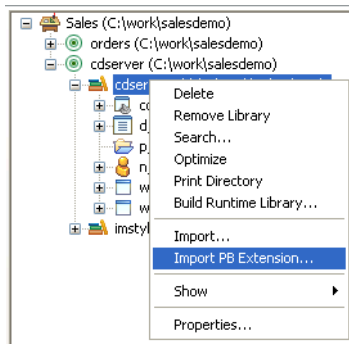 Sales (C:\work\salesdemo)
orders (C:\work\salesdemo)
cdserver (C:\work\salesdemo)
Delete
Remove Library
Search...
Optimize
Print Directory
Build Runtime Library...
Import...
Import PB Extension...
Show
Properties...